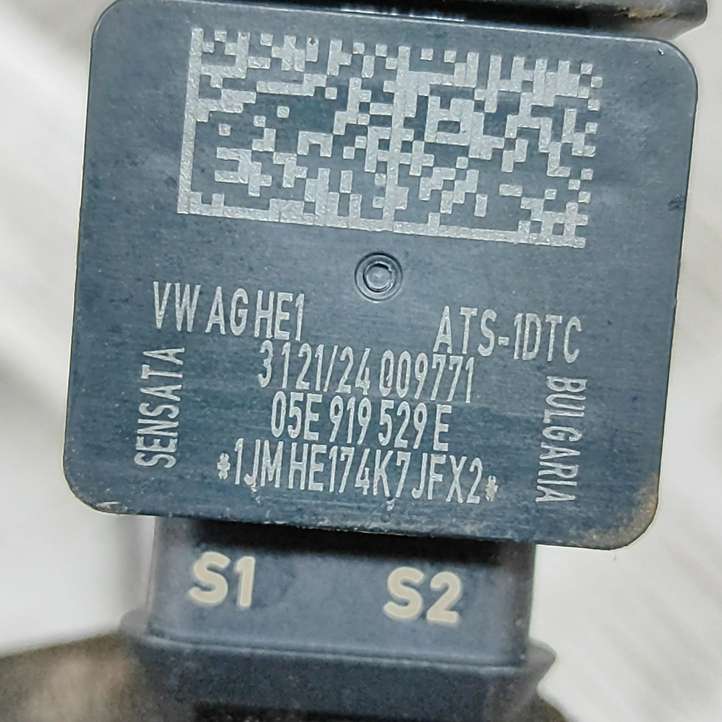 VW AG HE1 ATS-1DTC
3121/24 009771
05E 919 529 E
*1JM HE174K7JFX2*
SENSATA
BULGARIA
S1 S2